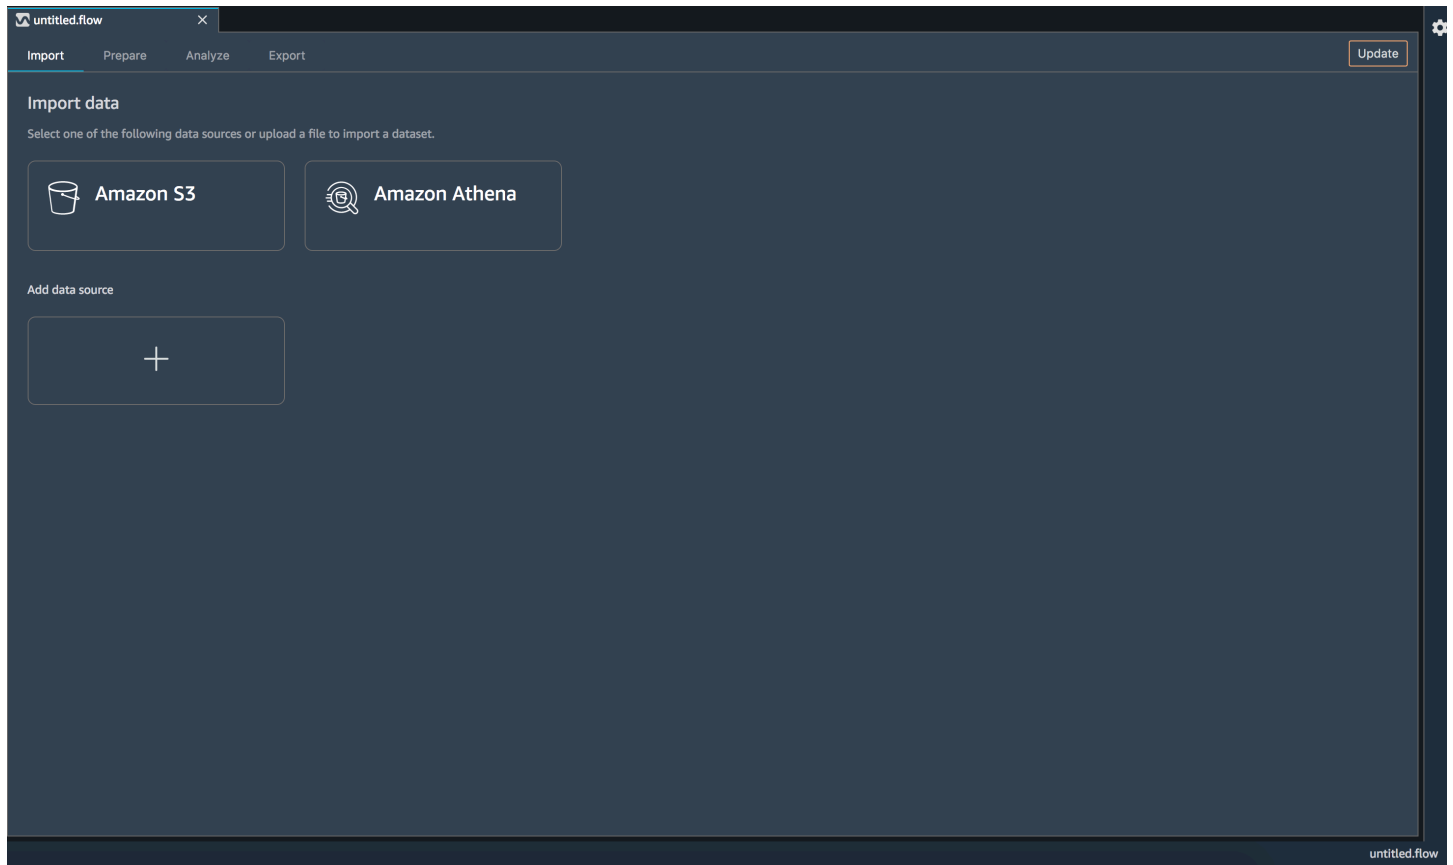 untitled.flow
Import Prepare Analyze Export Update
Import data
Select one of the following data sources or upload a file to import a dataset.
Amazon S3 Amazon Athena
Add data source
untitled.flow